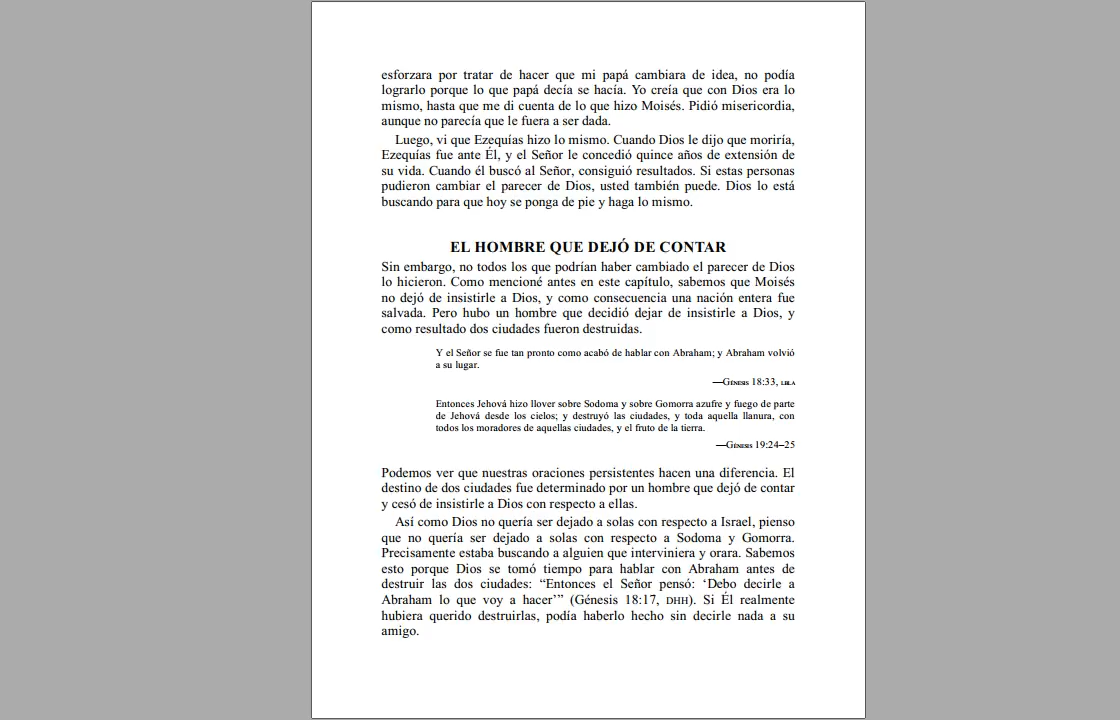 esforzara por tratar de hacer que mi papá cambiara de idea, no podía
lograrlo porque lo que papá decía se hacía. Yo creía que con Dios era lo
mismo, hasta que me di cuenta de lo que hizo Moisés. Pidió misericordia,
aunque no parecía que le fuera a ser dada.
Luego, vi que Ezequías hizo lo mismo. Cuando Dios le dijo que moriría,
Ezequías fue ante Él, y el Señor le concedió quince años de extensión de
su vida. Cuando él buscó al Señor, consiguió resultados. Si estas personas
pudieron cambiar el parecer de Dios, usted también puede. Dios lo está
buscando para que hoy se ponga de pie y haga lo mismo.
EL HOMBRE QUE DEJÓ DE CONTAR
Sin embargo, no todos los que podrían haber cambiado el parecer de Dios
lo hicieron. Como mencioné antes en este capítulo, sabemos que Moisés
no dejó de insistirle a Dios, y como consecuencia una nación entera fue
salvada. Pero hubo un hombre que decidió dejar de insistirle a Dios, y
como resultado dos ciudades fueron destruidas.
Y el Señor se fue tan pronto como acabó de hablar con Abraham; y Abraham volvió
a su lugar.
—Génesis 18:33, LBLA
Entonces Jehová hizo llover sobre Sodoma y sobre Gomorra azufre y fuego de parte
de Jehová desde los cielos; y destruyó las ciudades, y toda aquella llanura, con
todos los moradores de aquellas ciudades, y el fruto de la tierra.
—Génesis 19:24–25
Podemos ver que nuestras oraciones persistentes hacen una diferencia. El
destino de dos ciudades fue determinado por un hombre que dejó de contar
y cesó de insistirle a Dios con respecto a ellas.
Así como Dios no quería ser dejado a solas con respecto a Israel, pienso
que no quería ser dejado a solas con respecto a Sodoma y Gomorra.
Precisamente estaba buscando a alguien que interviniera y orara. Sabemos
esto porque Dios se tomó tiempo para hablar con Abraham antes de
destruir las dos ciudades: “Entonces el Señor pensó: ‘Debo decirle a
Abraham lo que voy a hacer’” (Génesis 18:17, DHH). Si Él realmente
hubiera querido destruirlas, podía haberlo hecho sin decirle nada a su
amigo.